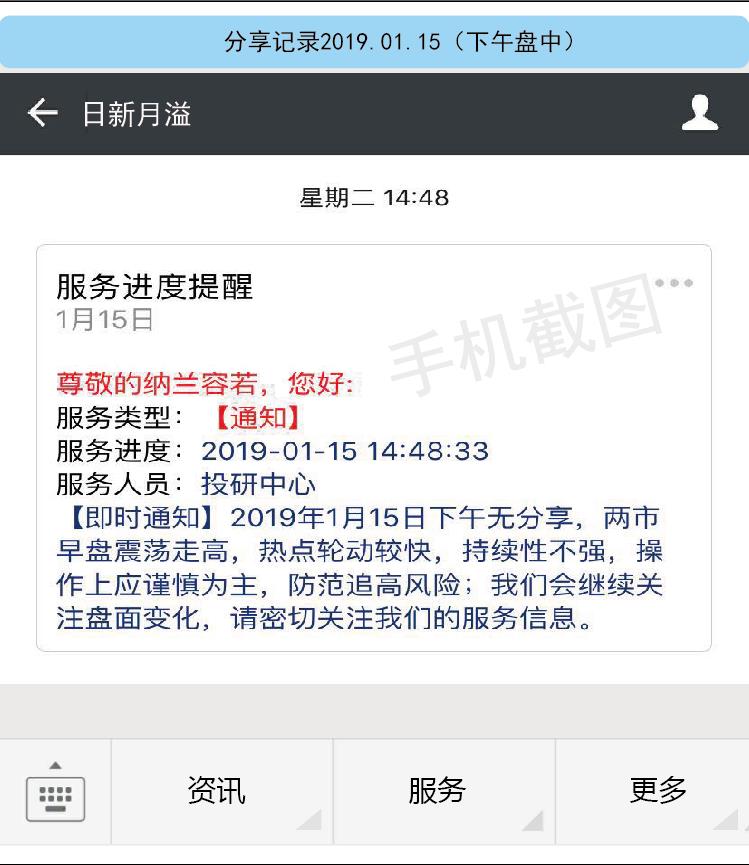 分享记录2019.01.15（下午盘中）
日新月溢
星期二 14:48
服务进度提醒
1月15日
手机截图
尊敬的纳兰容若，您好:
服务类型：【通知】
服务进度：2019-01-15 14:48:33
服务人员：投研中心
【即时通知】2019年1月15日下午无分享，两市
早盘震荡走高，热点轮动较快，持续性不强，操
作上应谨慎为主，防范追高风险；我们会继续关
注盘面变化，请密切关注我们的服务信息。
资讯
服务
更多